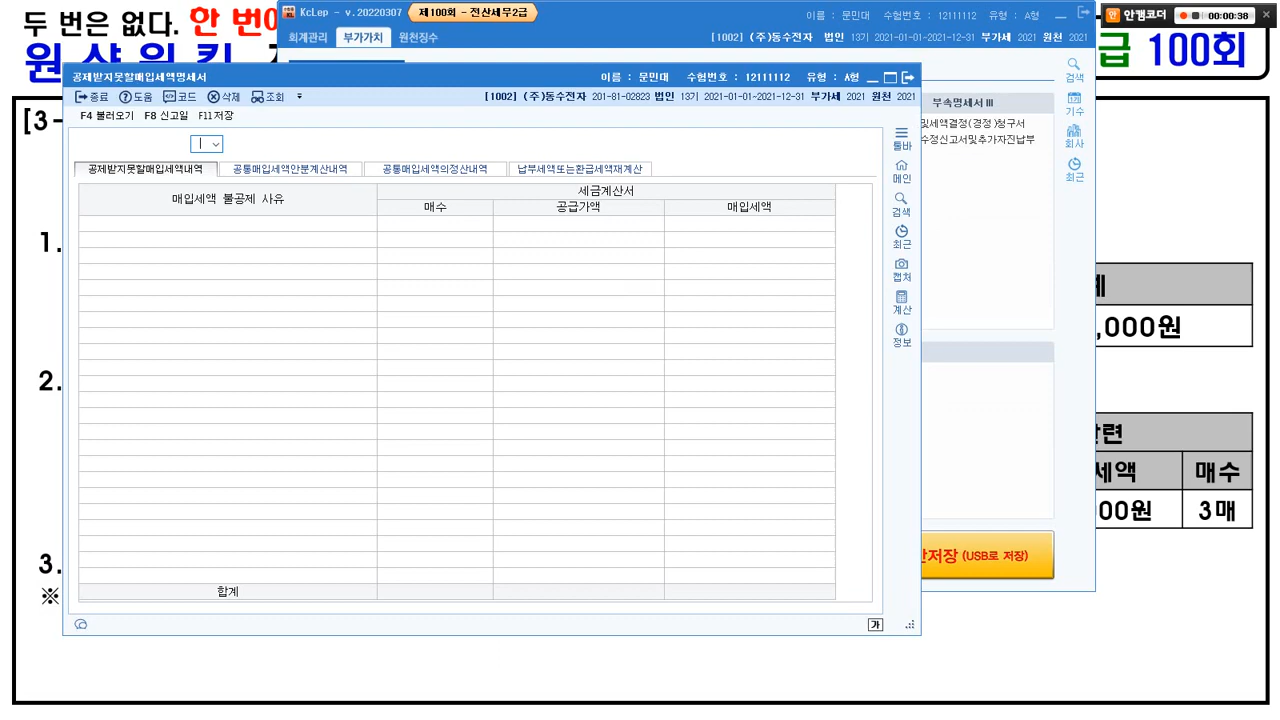 두 번은 없다. 한 번에
급 100회
안캠코더 00:00:38
KcLep - v.20220307 제100회 - 전산세무2급
이름 : 문민대 수험번호 : 12111112 유형 : A형
회계관리 부가가치 원천징수
[1002] (주)동수전자 법인 13기 2021-01-01~2021-12-31 부가세 2021 원천 2021
공제받지못할매입세액명세서
이름 : 문민대 수험번호 : 12111112 유형 : A형
종료 도움 코드 삭제 조회
[1002] (주)동수전자 201-81-02823 법인 13기 2021-01-01~2021-12-31 부가세 2021 원천 2021
F4 불러오기 F8 신고일 F11저장
공제받지못할매입세액내역 공통매입세액안분계산내역 공통매입세액의정산내역 납부세액또는환급세액재계산
매입세액 불공제 사유
세금계산서
매수 공급가액 매입세액
합계
가
툴바
메인
검색
최근
캡처
계산
정보
부속명세서Ⅲ
및세액결정(경정)청구서
수정신고서및추가자진납부
저장 (USB로 저장)
검색
기수
회사
최근
[3-
1.
계
,000원
2.
세액 매수
00원 3매
3.
※